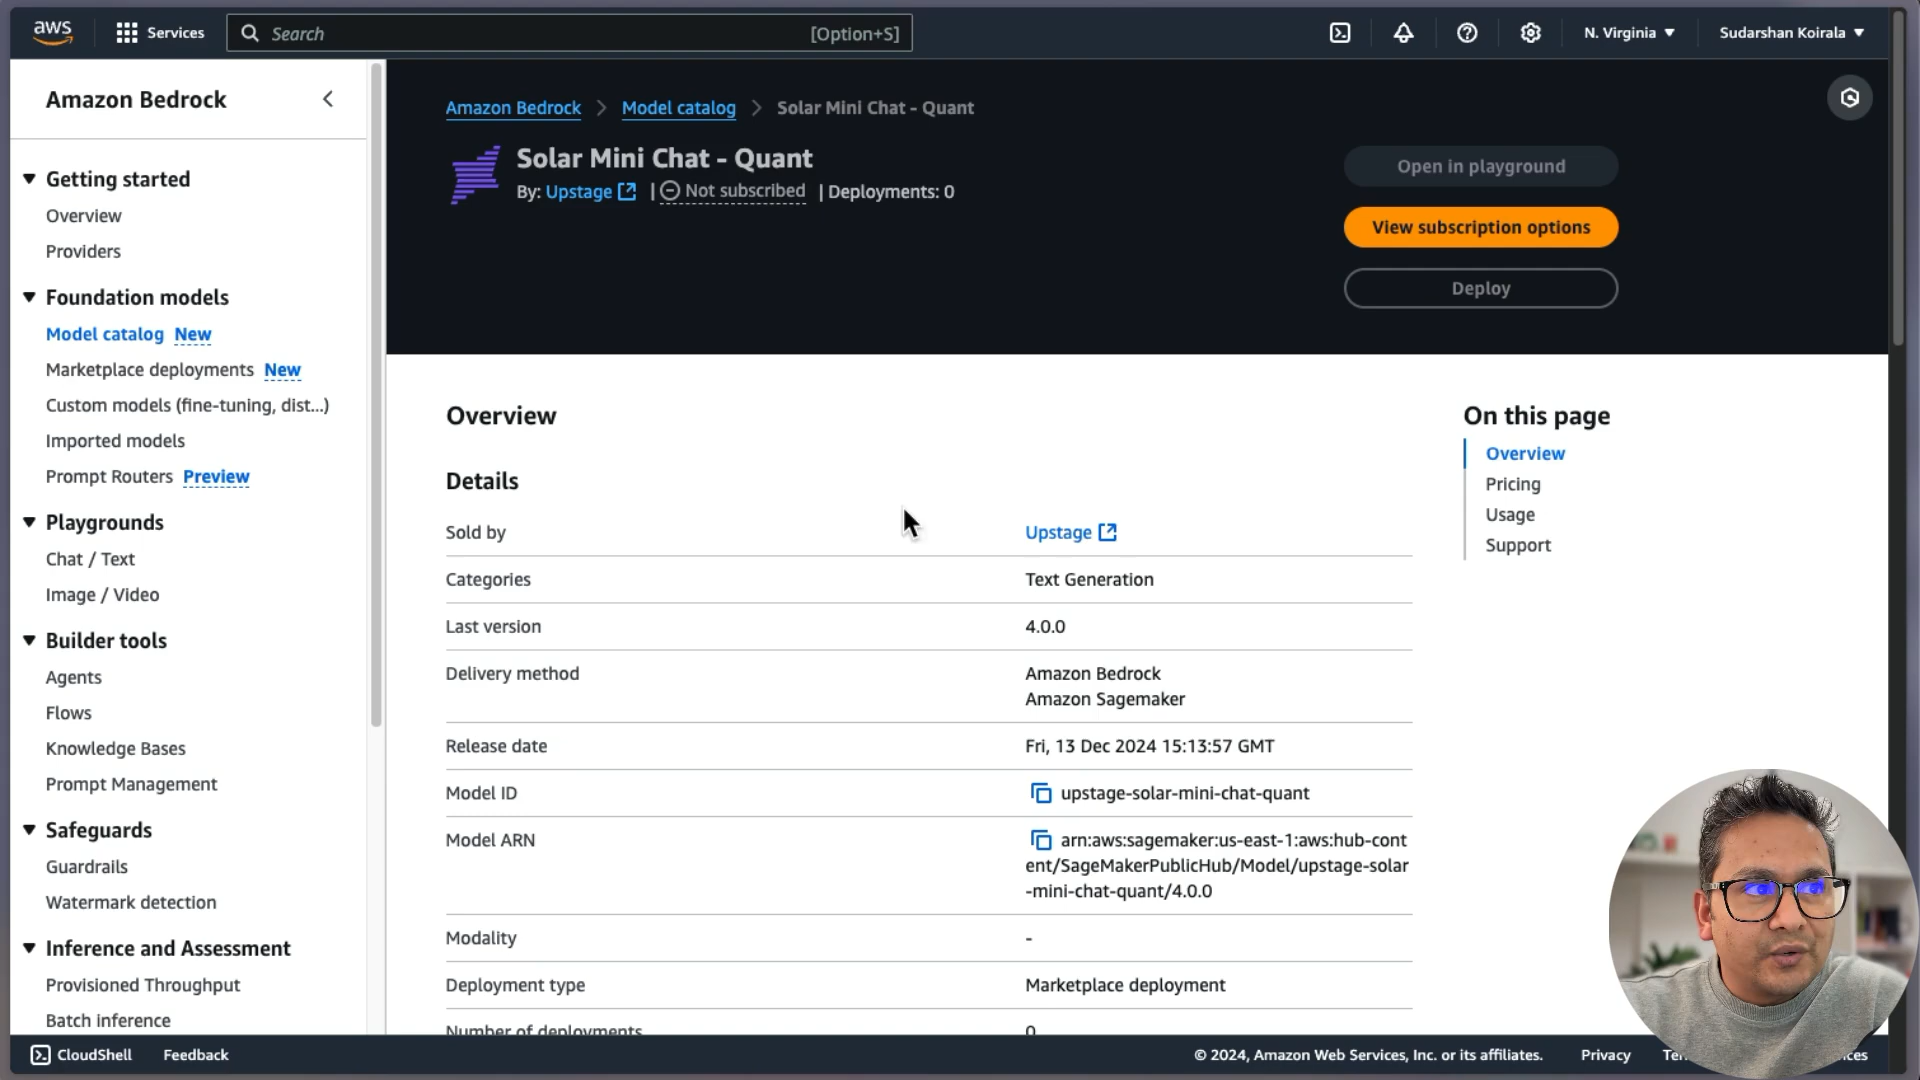 aws
Services
Search
[Option+S]
N. Virginia
Sudarshan Koirala
Amazon Bedrock
Getting started
Overview
Providers
Foundation models
Model catalog New
Marketplace deployments New
Custom models (fine-tuning, dist...)
Imported models
Prompt Routers Preview
Playgrounds
Chat / Text
Image / Video
Builder tools
Agents
Flows
Knowledge Bases
Prompt Management
Safeguards
Guardrails
Watermark detection
Inference and Assessment
Provisioned Throughput
Batch inference
Amazon Bedrock > Model catalog > Solar Mini Chat - Quant
Solar Mini Chat - Quant
By: Upstage | Not subscribed | Deployments: 0
Open in playground
View subscription options
Deploy
Overview
Details
Sold by Upstage
Categories Text Generation
Last version 4.0.0
Delivery method Amazon Bedrock
Amazon Sagemaker
Release date Fri, 13 Dec 2024 15:13:57 GMT
Model ID upstage-solar-mini-chat-quant
Model ARN arn:aws:sagemaker:us-east-1:aws:hub-cont
ent/SageMakerPublicHub/Model/upstage-solar
-mini-chat-quant/4.0.0
Modality -
Deployment type Marketplace deployment
Number of deployments 0
On this page
Overview
Pricing
Usage
Support
CloudShell
Feedback
© 2024, Amazon Web Services, Inc. or its affiliates.
Privacy